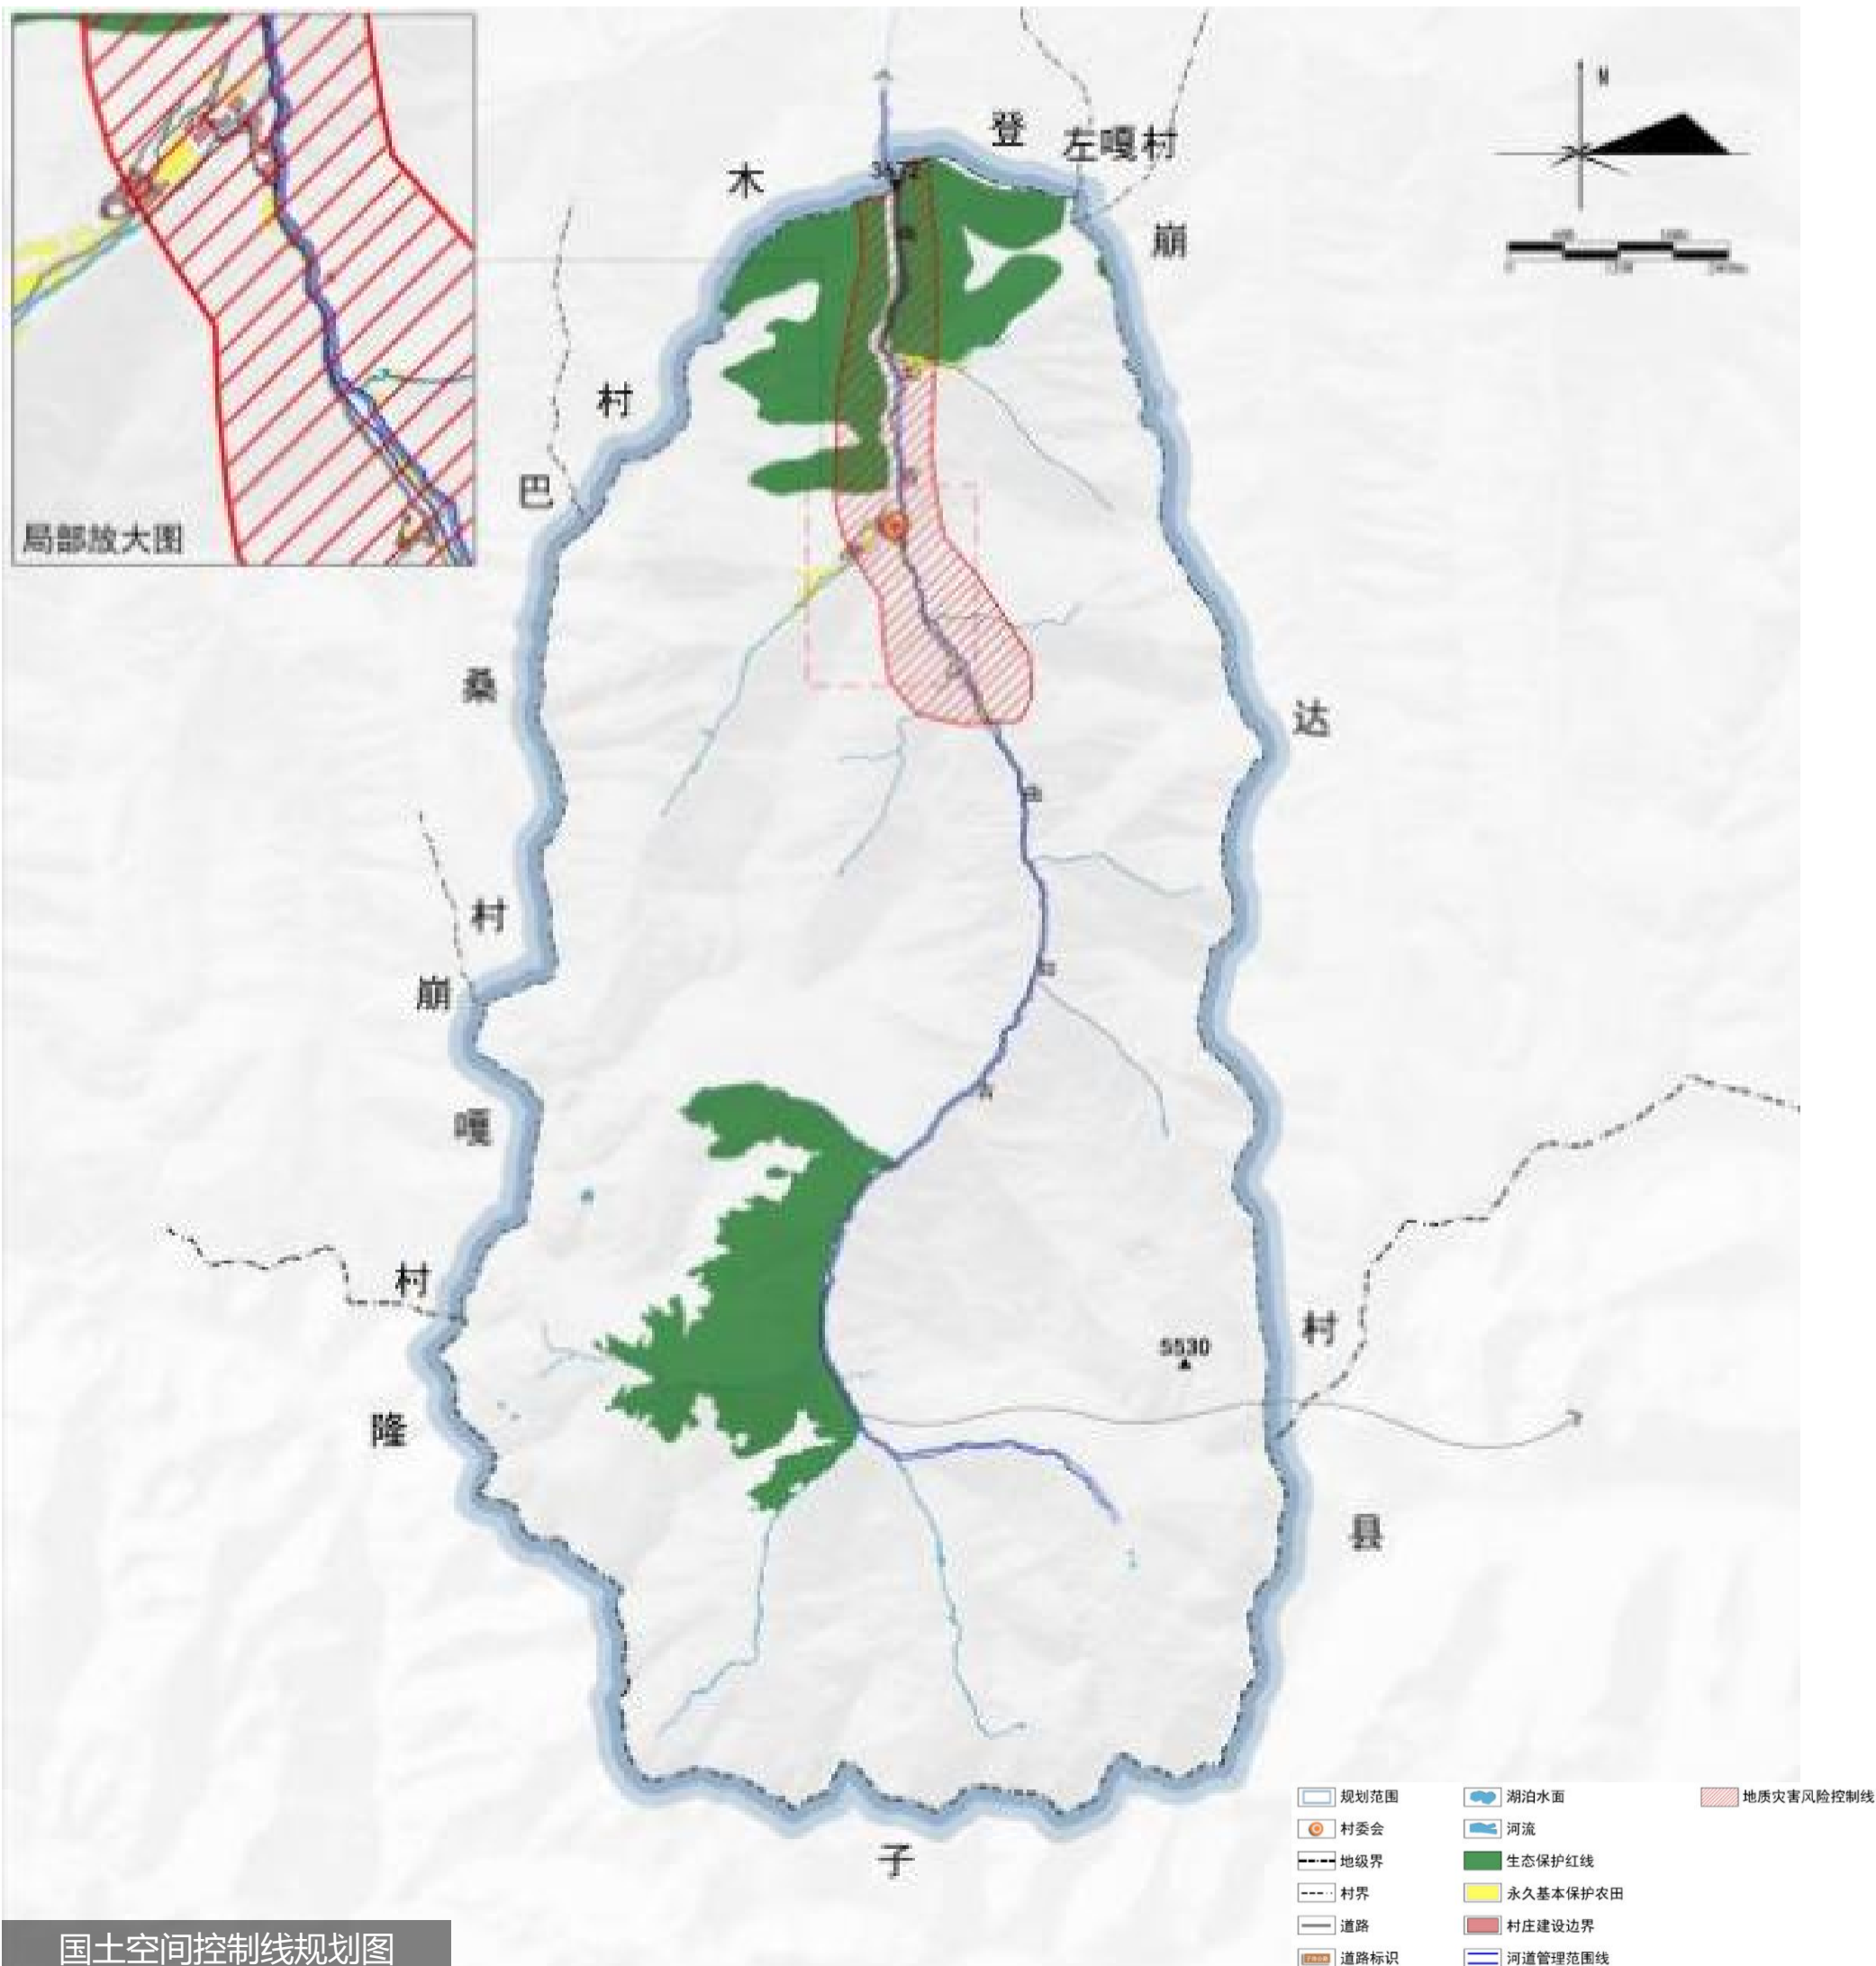 N
登
左嘎村
木
崩
村
巴
局部放大图
桑
达
村
崩
嘎
村
村
5530
隆
县
子
规划范围
湖泊水面
地质灾害风险控制线
村委会
河流
地级界
生态保护红线
村界
永久基本保护农田
道路
村庄建设边界
道路标识
河道管理范围线
国土空间控制线规划图